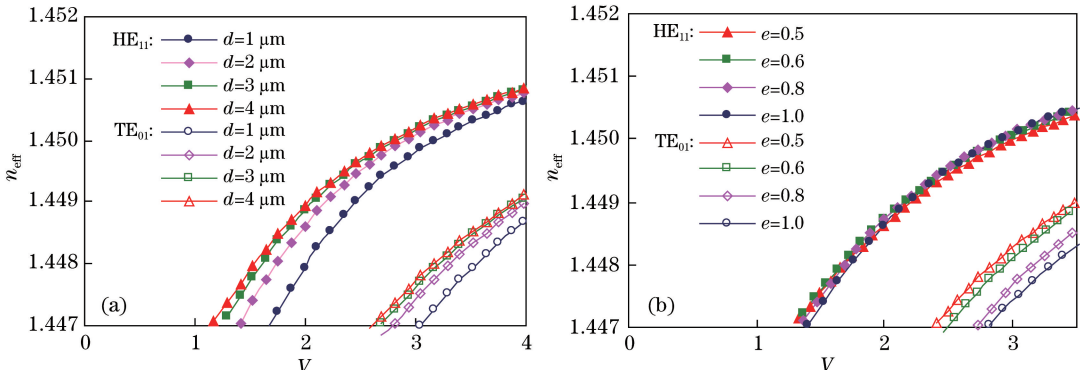 1.452
1.451
1.450
1.449
1.448
1.447
n_eff
HE₁₁:
d=1 μm
d=2 μm
d=3 μm
d=4 μm
TE₀₁:
d=1 μm
d=2 μm
d=3 μm
d=4 μm
(a)
0 1 2 3 4
V
1.452
1.451
1.450
1.449
1.448
1.447
n_eff
HE₁₁:
e=0.5
e=0.6
e=0.8
e=1.0
TE₀₁:
e=0.5
e=0.6
e=0.8
e=1.0
(b)
0 1 2 3
V